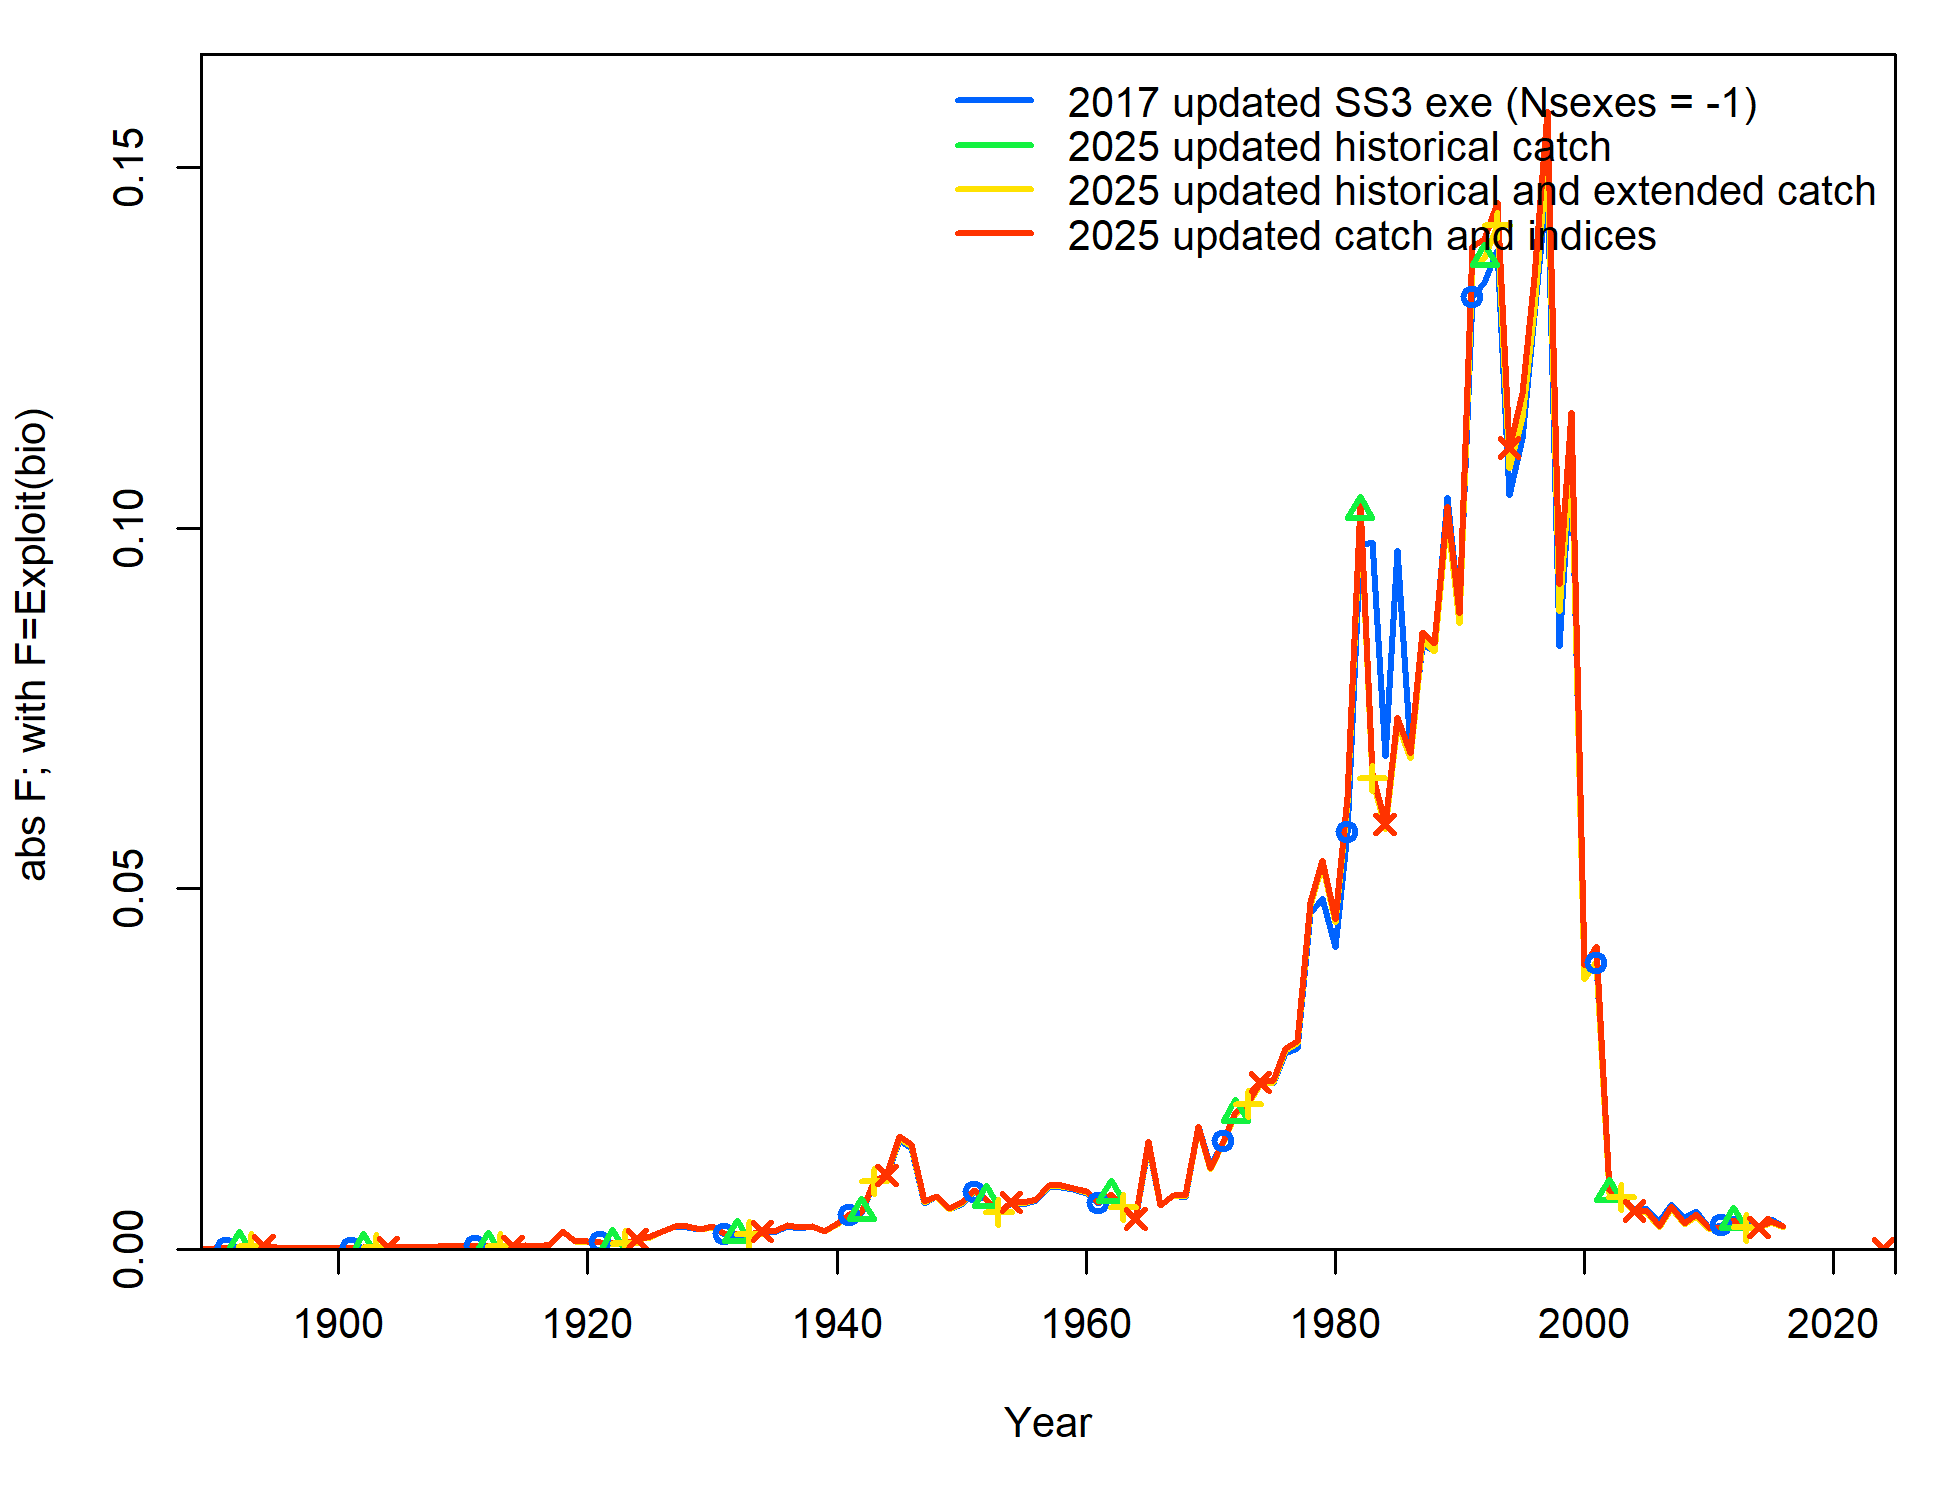 2017 updated SS3 exe (Nsexes = -1)
2025 updated historical catch
2025 updated historical and extended catch
2025 updated catch and indices
abs F; with F=Exploit(bio)
0.15
0.10
0.05
0.00
1900 1920 1940 1960 1980 2000 2020
Year